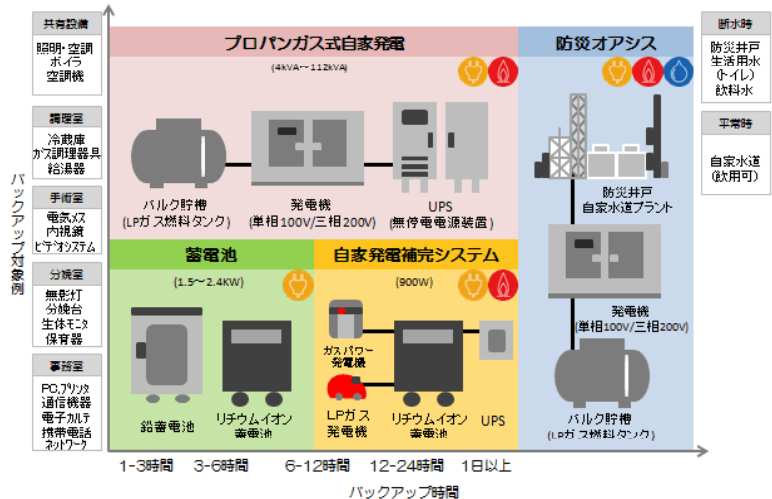 共有設備
照明・空調
ボイラ
空調機
調理室
冷蔵庫
ガス調理器具
給湯器
手術室
電気メス
内視鏡
ビデオシステム
分娩室
無影灯
分娩台
生体モニタ
保育器
事務室
PC,プリンタ
通信機器
電子カルテ
携帯電話
ネットワーク
バックアップ対象例
プロパンガス式自家発電
(4kVA～112kVA)
バルク貯槽
(LPガス燃料タンク)
発電機
(単相100V/三相200V)
UPS
(無停電電源装置)
蓄電池
(1.5～2.4KW)
鉛蓄電池
リチウムイオン
蓄電池
自家発電補完システム
(900W)
ガスパワー
発電機
LPガス
発電機
リチウムイオン
蓄電池
UPS
防災オアシス
防災井戸
自家水道プラント
発電機
(単相100V/三相200V)
バルク貯槽
(LPガス燃料タンク)
断水時
防災井戸
生活用水
(トイレ)
飲料水
平常時
自家水道
(飲用可)
1-3時間
3-6時間
6-12時間
12-24時間
1日以上
バックアップ時間